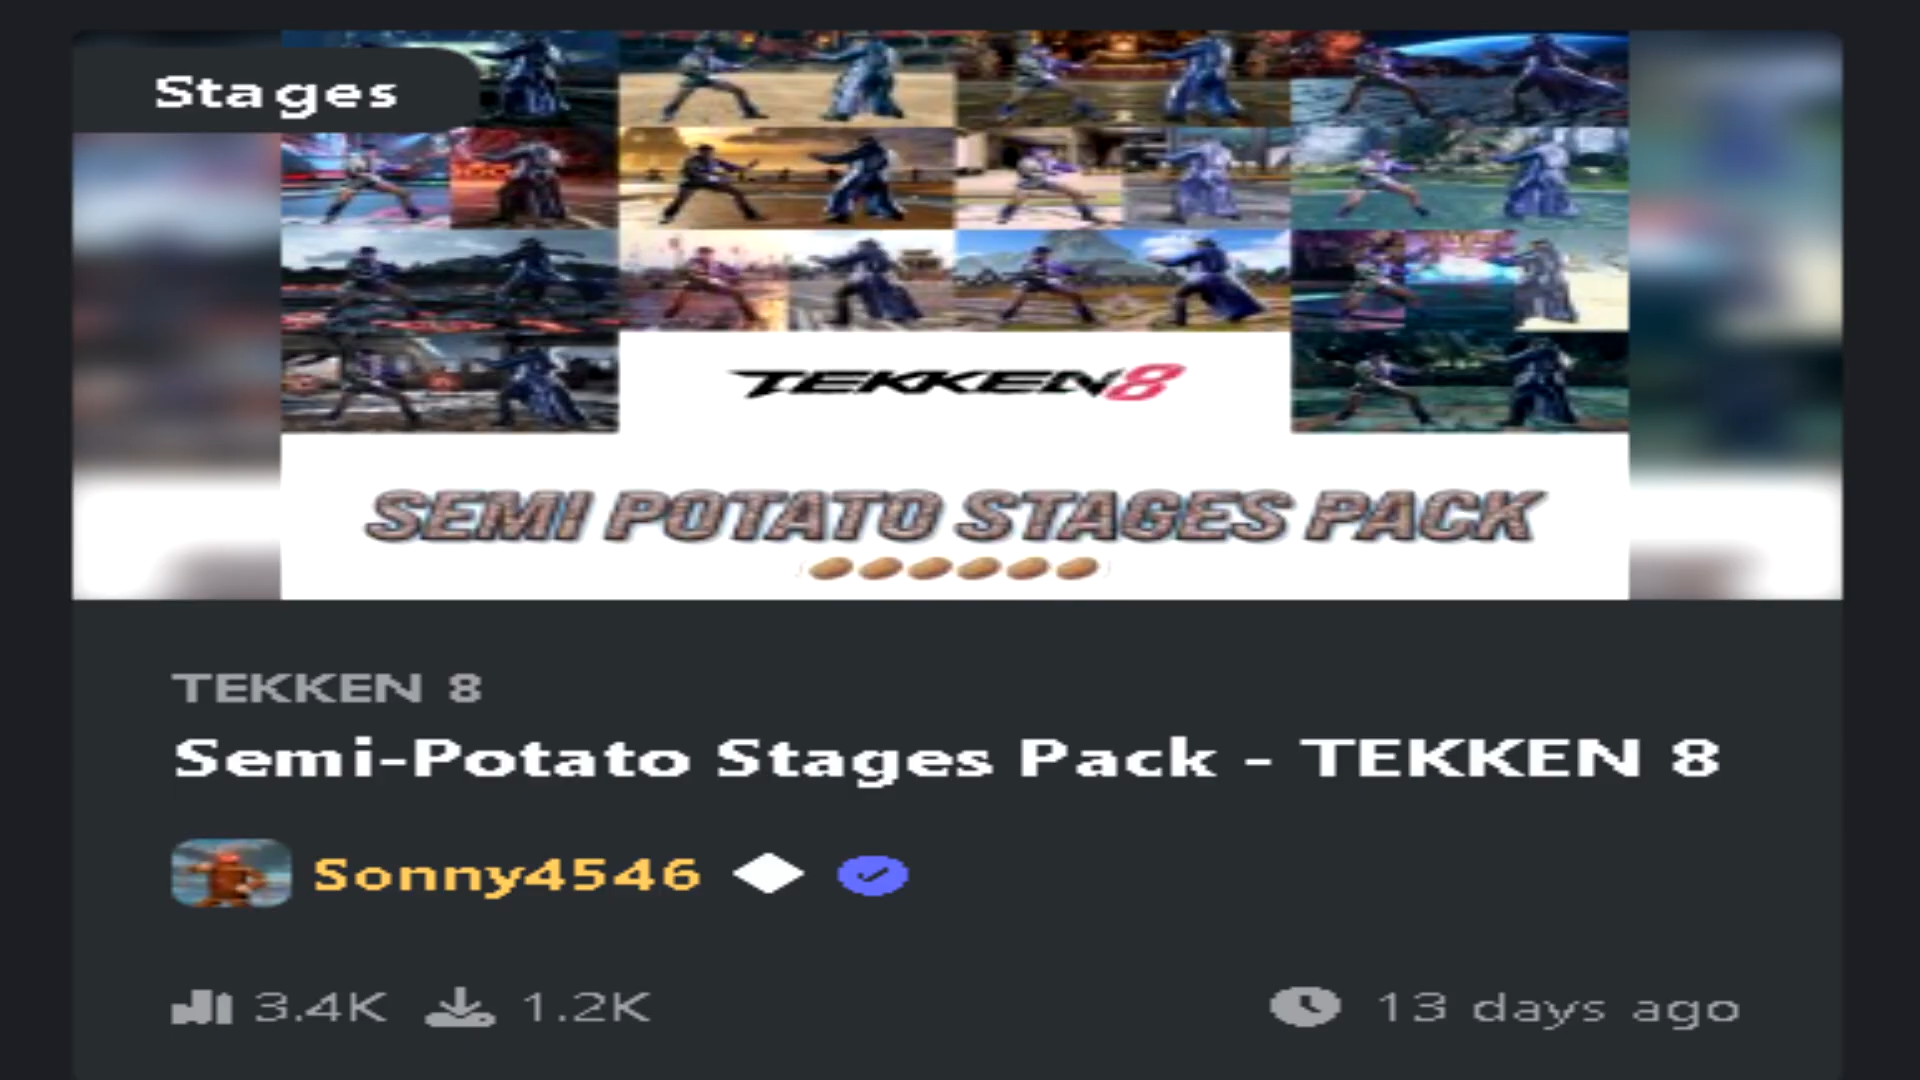 Stages
TEKKEN 8
SEMI POTATO STAGES PACK
TEKKEN 8
Semi-Potato Stages Pack - TEKKEN 8
Sonny4546
3.4K 1.2K 13 days ago